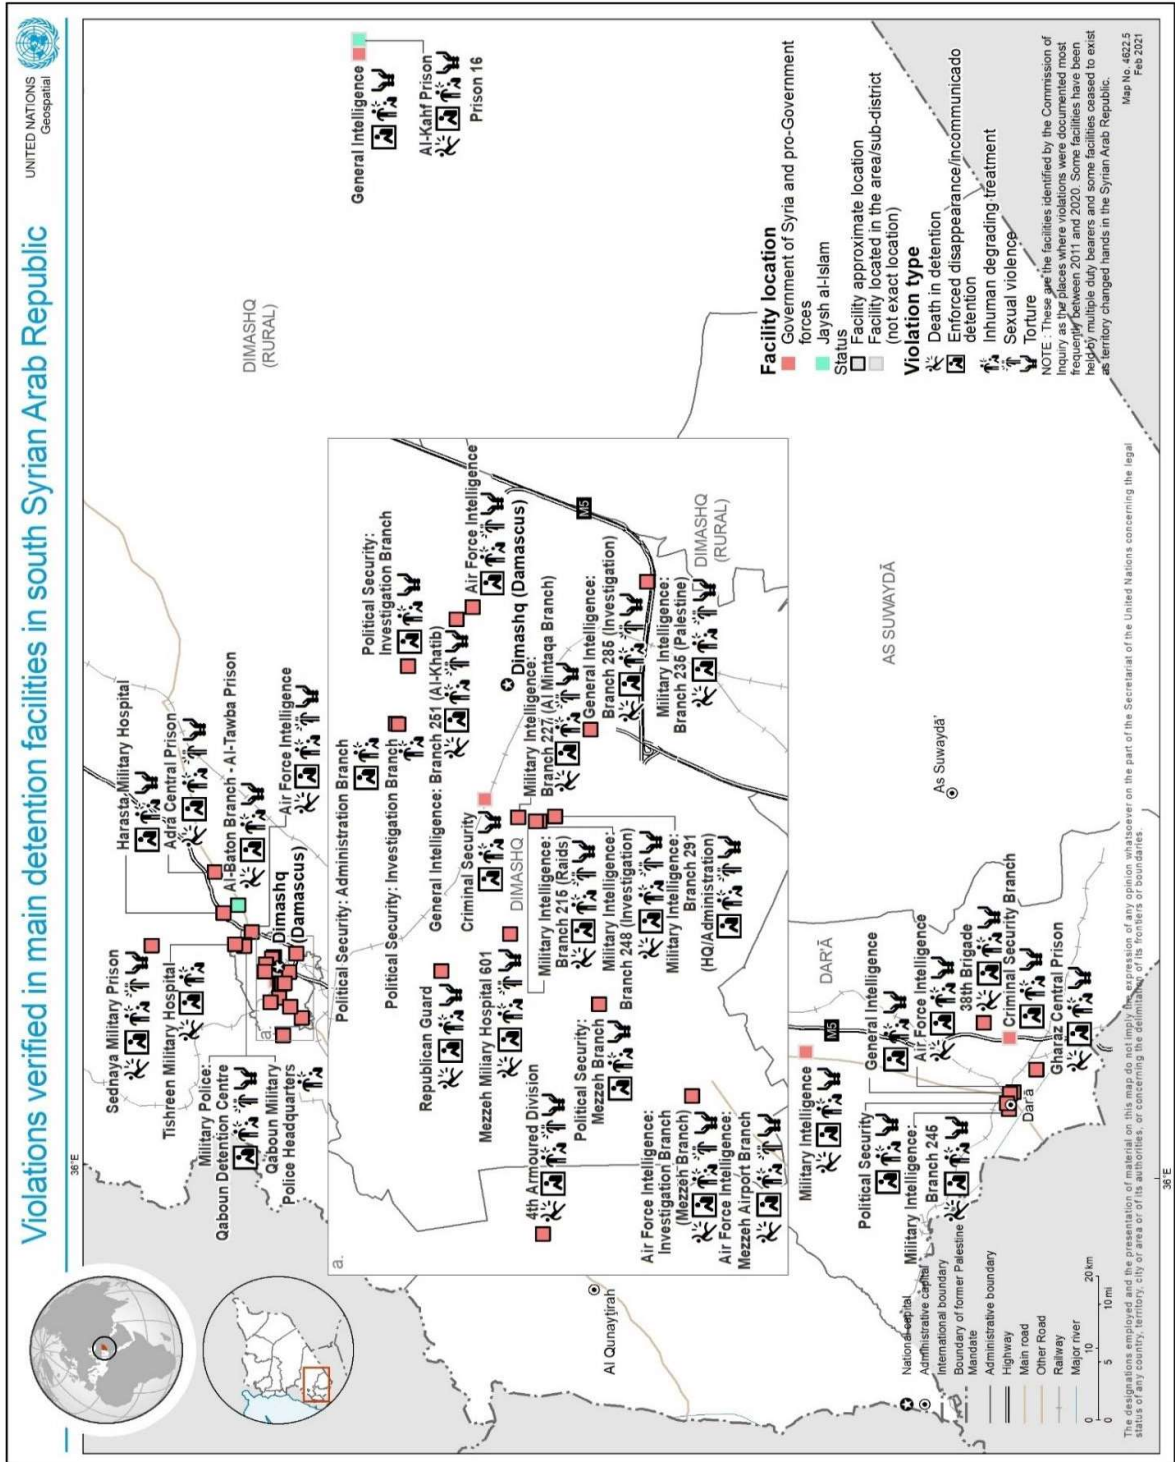 Violations verified in main detention facilities in south Syrian Arab Republic
UNITED NATIONS
Geospatial
36°E
Sednaya Military Prison
Harasta Military Hospital
Adra Central Prison
Tishreen Military Hospital
Al-Baton Branch - Al-Tawba Prison
Military Police:
Qaboun Detention Centre
Air Force Intelligence
Qaboun Military
Police Headquarters
Dimashq
(Damascus)
a.
DIMASHQ
(RURAL)
General Intelligence
Al-Kahf Prison
Prison 16
a.
Political Security: Administration Branch
Political Security:
Investigation Branch
Political Security: Investigation Branch
Republican Guard
General Intelligence: Branch 251 (Al-Khatib)
Air Force Intelligence
Criminal Security
Mezzeh Miliary Hospital 601
DIMASHQ
Dimashq (Damascus)
Military Intelligence:
Branch 227 (Al Mintaqa Branch)
4th Armoured Division
Military Intelligence:
Branch 215 (Raids)
M5
Political Security:
Mezzeh Branch
Military Intelligence:
Branch 248 (Investigation)
General Intelligence:
Branch 285 (Investigation)
Air Force Intelligence:
Investigation Branch
(Mezzeh Branch)
Military Intelligence:
Branch 291
(HQ/Administration)
Military Intelligence:
Branch 235 (Palestine)
DIMASHQ
(RURAL)
Air Force Intelligence:
Mezzeh Airport Branch
Al Qunayţirah
Military Intelligence
M5
DAR'Ā
AS SUWAYDĀ
General Intelligence
Political Security
Air Force Intelligence
Military Intelligence:
Branch 245
38th Brigade
As Suwaydā'
Criminal Security Branch
Dar'ā
Gharaz Central Prison
Facility location
Government of Syria and pro-Government
forces
Jaysh al-Islam
Status
Facility approximate location
Facility located in the area/sub-district
(not exact location)
Violation type
Death in detention
Enforced disappearance/incommunicado
detention
Inhuman degrading treatment
Sexual violence
Torture
NOTE : These are the facilities identified by the Commission of
Inquiry as the places where violations were documented most
frequently between 2011 and 2020. Some facilities have been
held by multiple duty bearers and some facilities ceased to exist
as territory changed hands in the Syrian Arab Republic.
National capital
Administrative capital
International boundary
Boundary of former Palestine
Mandate
Administrative boundary
Highway
Main road
Other Road
Railway
Major river
0 10 20 km
0 5 10 mi
36°E
The designations employed and the presentation of material on this map do not imply the expression of any opinion whatsoever on the part of the Secretariat of the United Nations concerning the legal
status of any country, territory, city or area or of its authorities, or concerning the delimitation of its frontiers or boundaries.
Map No. 4622.5
Feb 2021